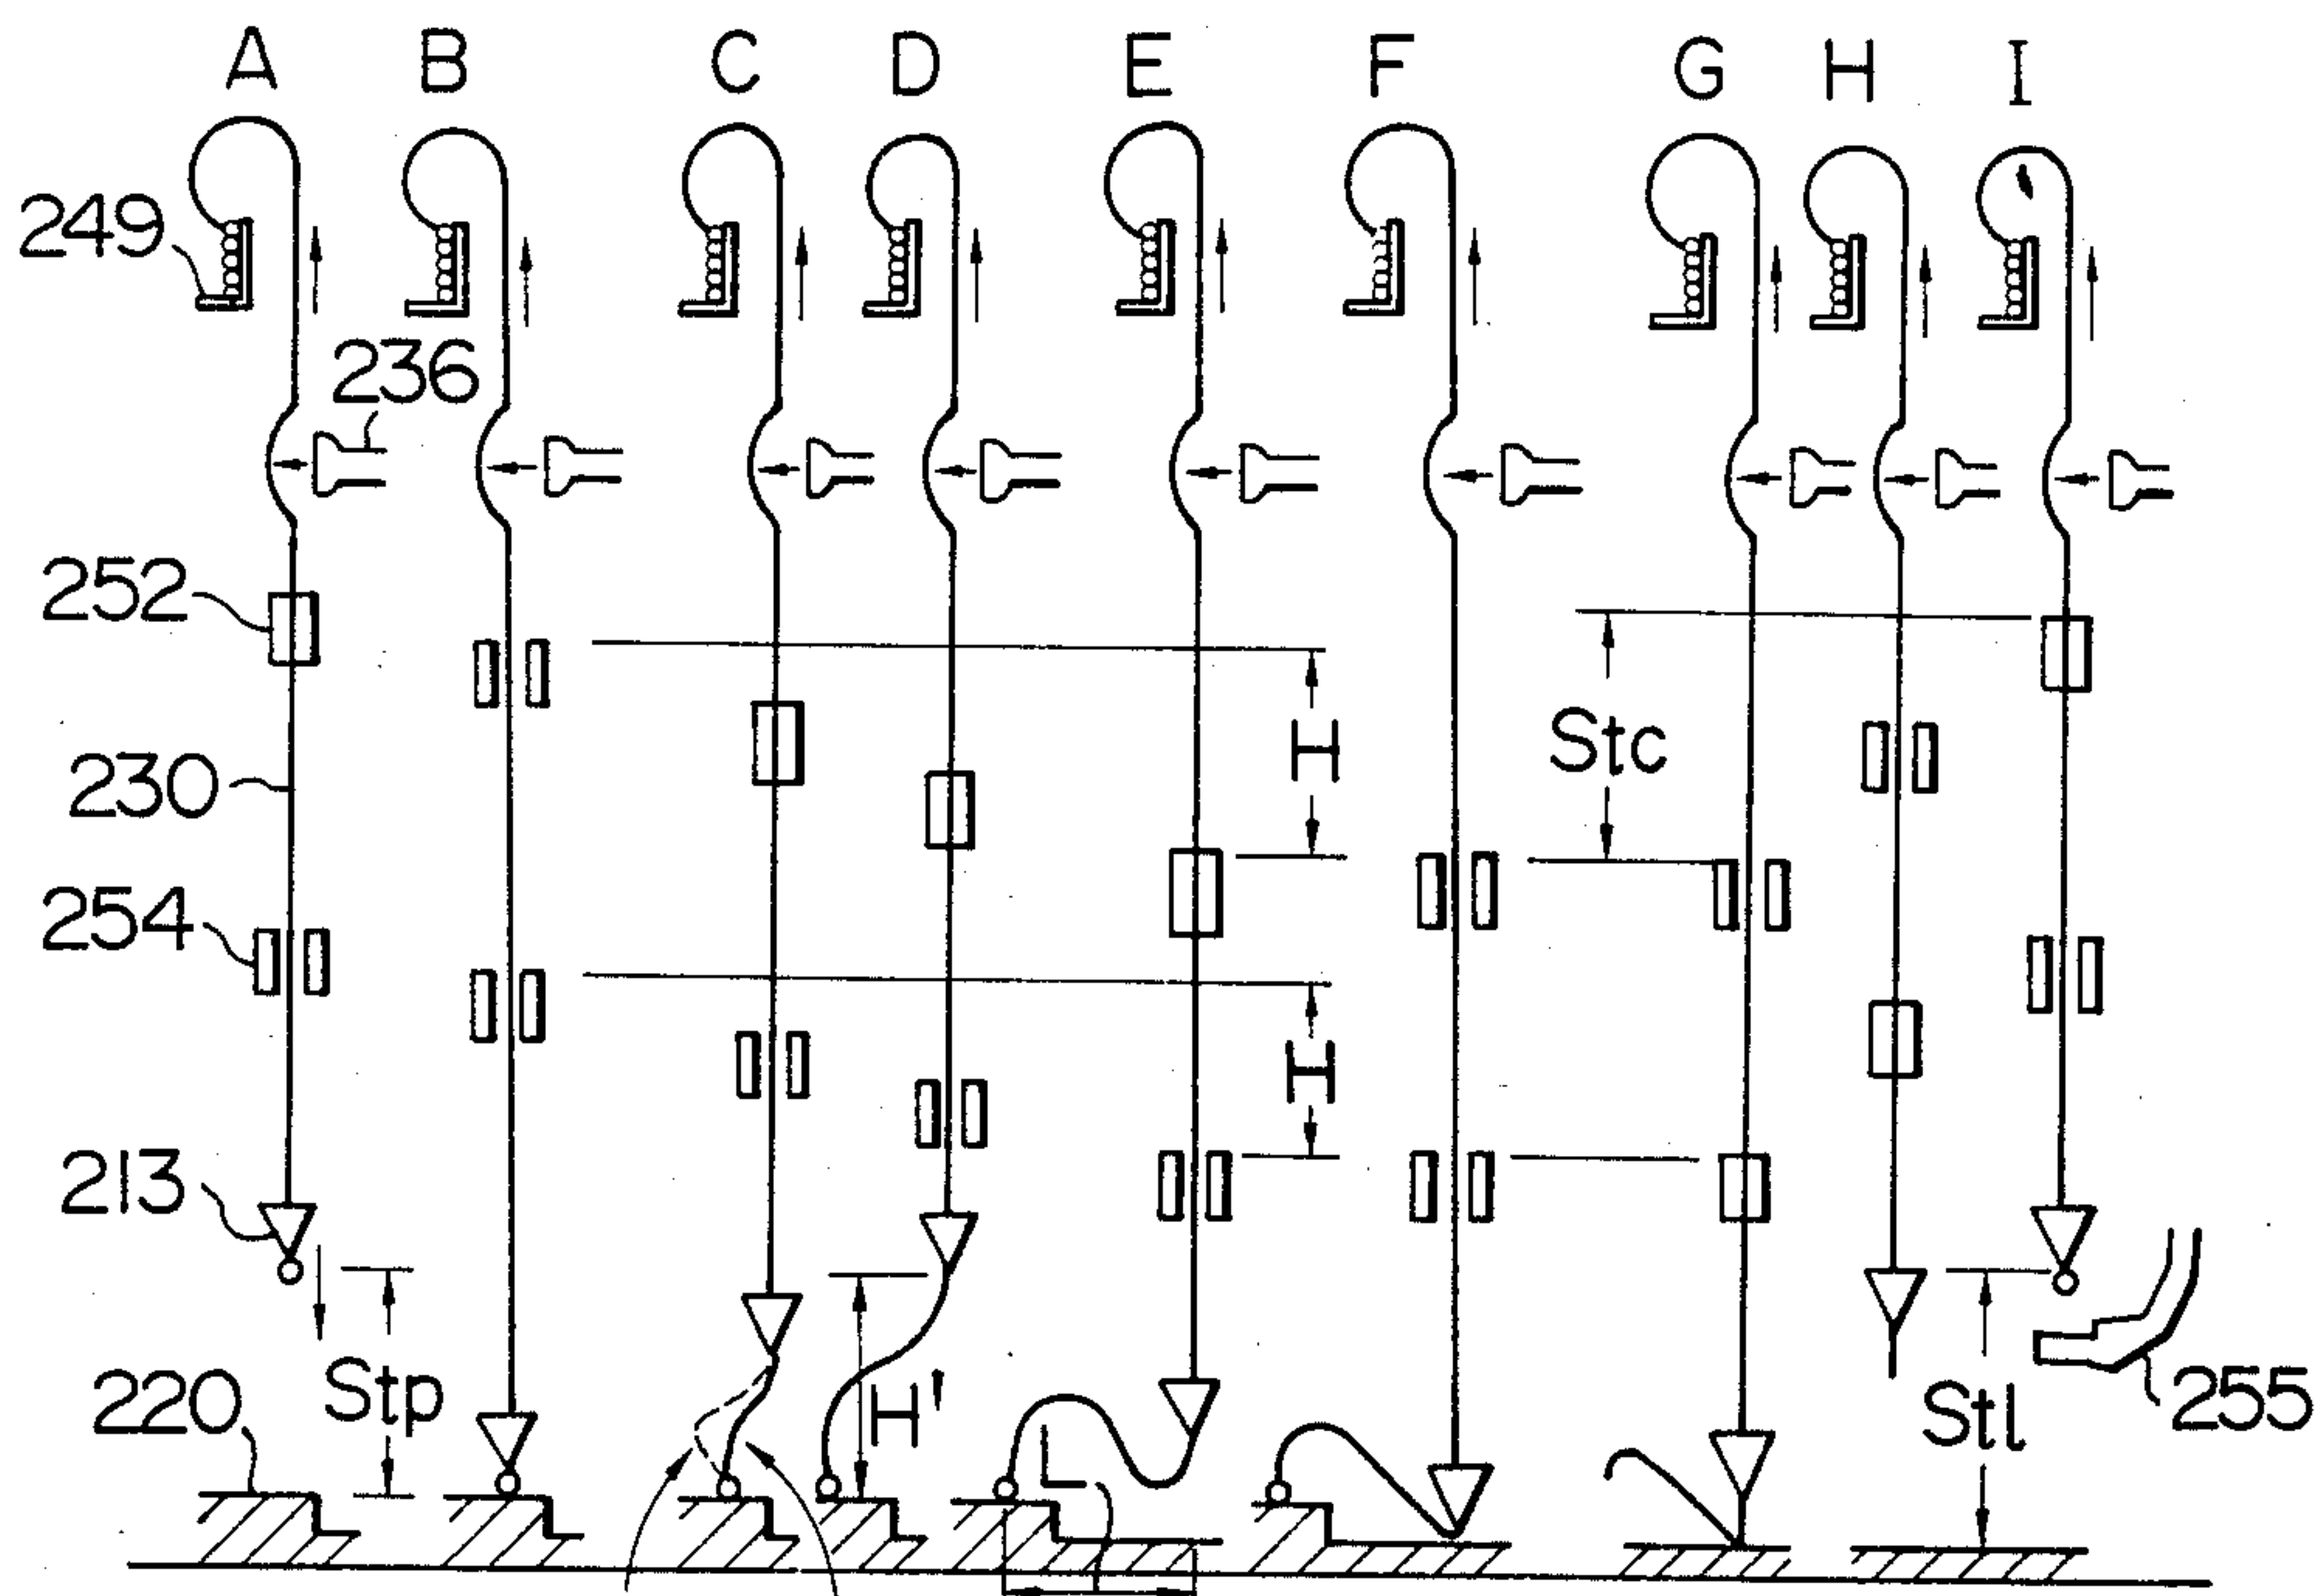 A B C D E F G H I
249
236
252
230
H
Stc
254
H
213
220
Stp
H'
L
Stl
255